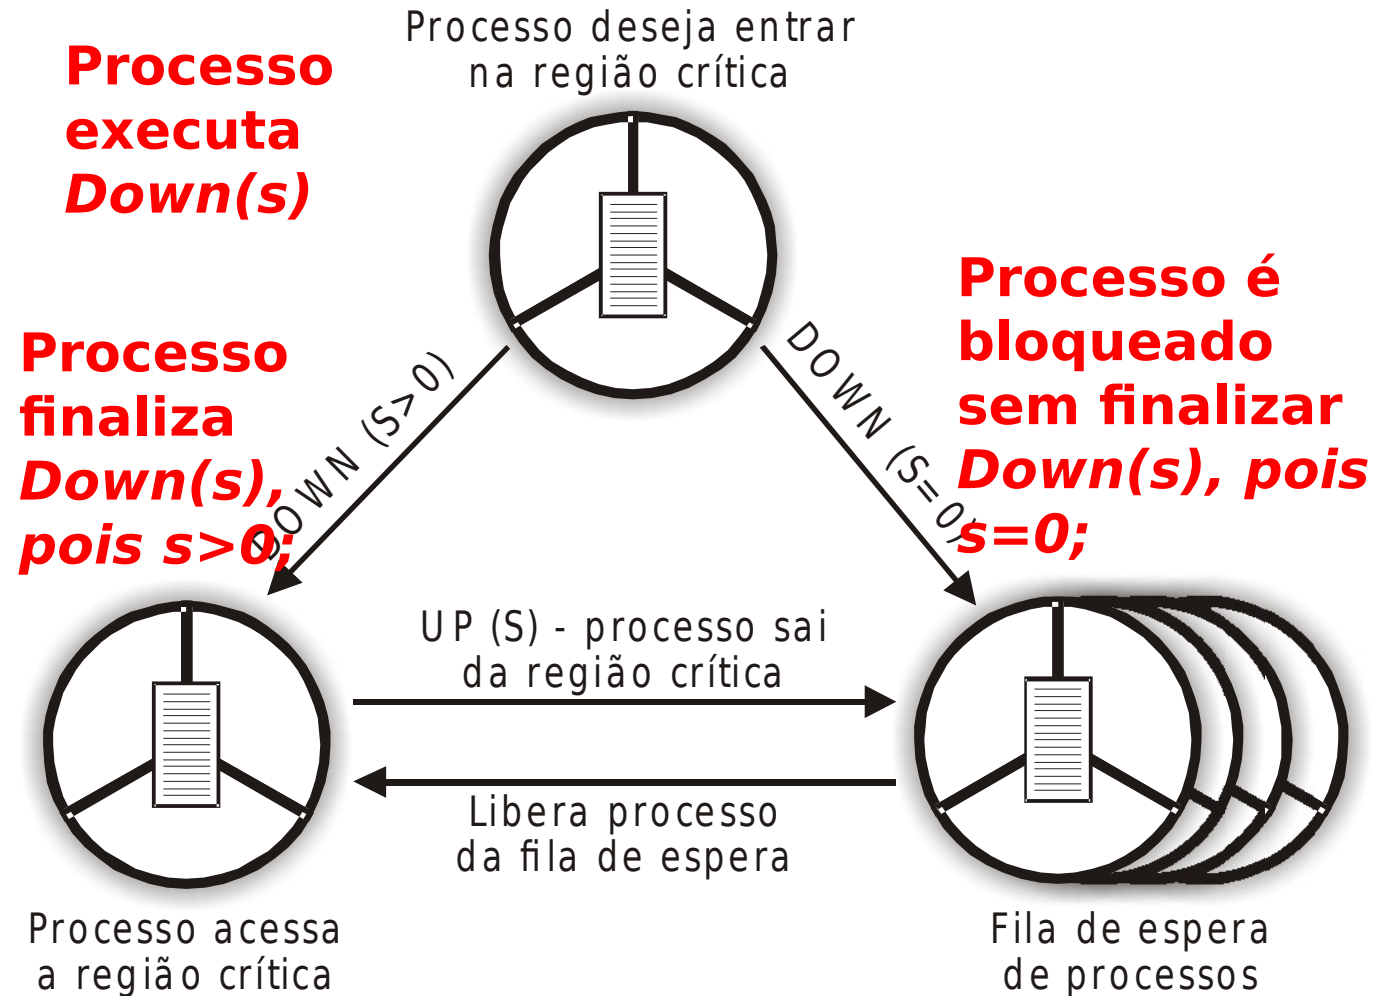 Processo deseja entrar
na região crítica
Processo
executa
Down(s)
Processo é
bloqueado
sem finalizar
Down(s), pois
s=0;
Processo
finaliza
Down(s),
pois s>0;
DOWN (S>0)
DOWN (S=0)
UP (S) - processo sai
da região crítica
Libera processo
da fila de espera
Processo acessa
a região crítica
Fila de espera
de processos